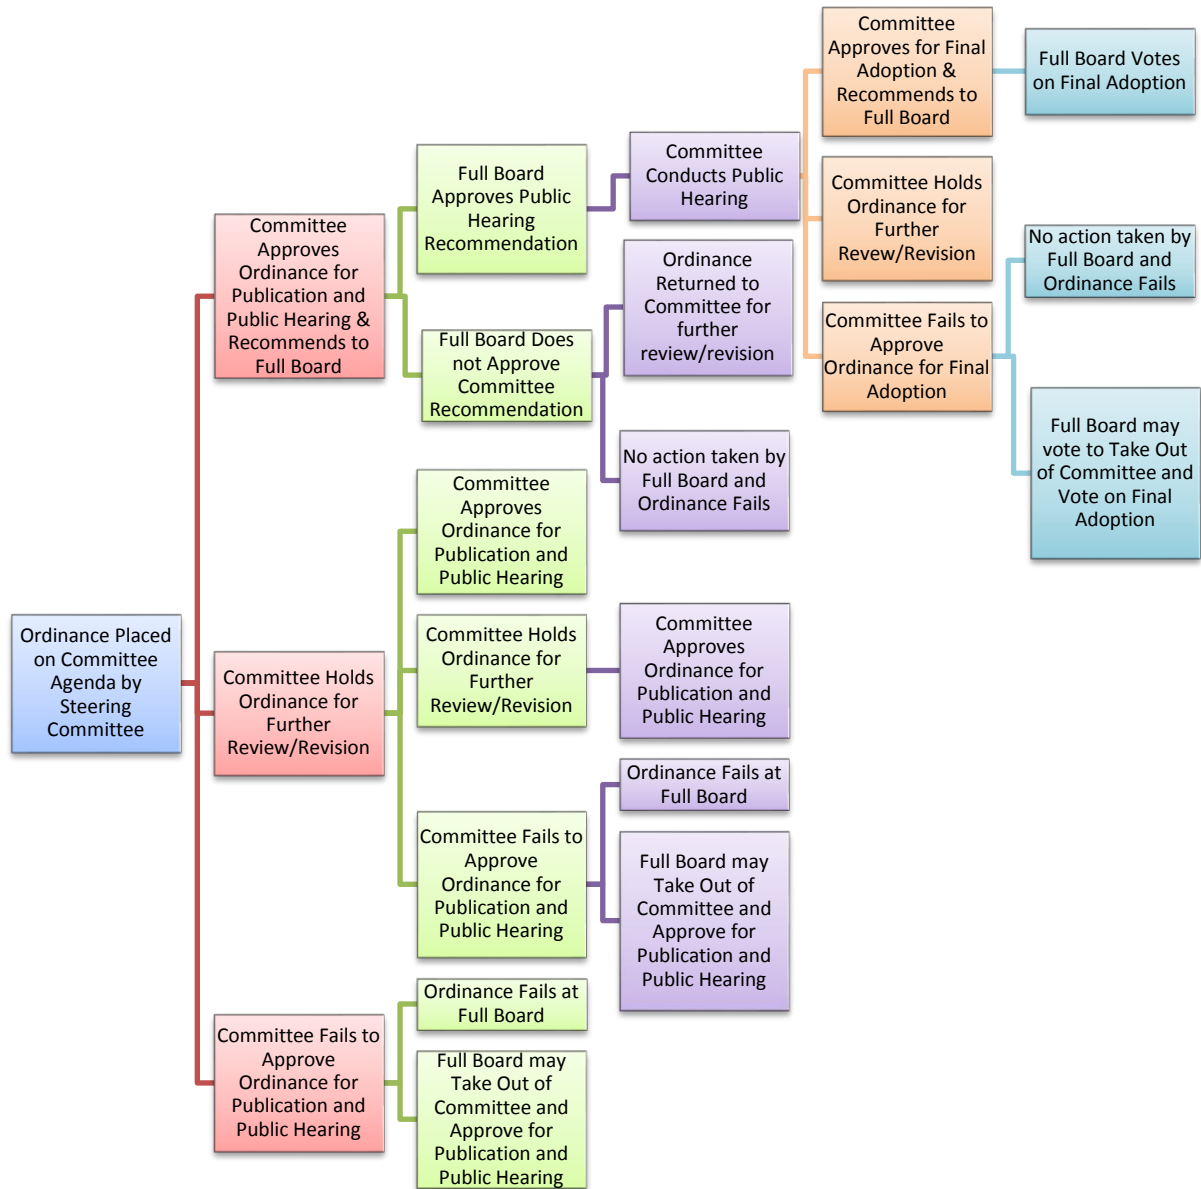 Ordinance Placed
on Committee
Agenda by
Steering
Committee
Committee
Approves
Ordinance for
Publication and
Public Hearing &
Recommends to
Full Board
Full Board
Approves Public
Hearing
Recommendation
Committee
Conducts Public
Hearing
Committee
Approves for Final
Adoption &
Recommends to
Full Board
Full Board Votes
on Final Adoption
Committee Holds
Ordinance for
Further
Revew/Revision
Committee Fails to
Approve
Ordinance for Final
Adoption
No action taken by
Full Board and
Ordinance Fails
Full Board may
vote to Take Out
of Committee and
Vote on Final
Adoption
Full Board Does
not Approve
Committee
Recommendation
Ordinance
Returned to
Committee for
further
review/revision
No action taken by
Full Board and
Ordinance Fails
Committee Holds
Ordinance for
Further
Review/Revision
Committee
Approves
Ordinance for
Publication and
Public Hearing
Committee Holds
Ordinance for
Further
Review/Revision
Committee
Approves
Ordinance for
Publication and
Public Hearing
Committee Fails to
Approve
Ordinance for
Publication and
Public Hearing
Ordinance Fails at
Full Board
Full Board may
Take Out of
Committee and
Approve for
Publication and
Public Hearing
Committee Fails to
Approve
Ordinance for
Publication and
Public Hearing
Ordinance Fails at
Full Board
Full Board may
Take Out of
Committee and
Approve for
Publication and
Public Hearing